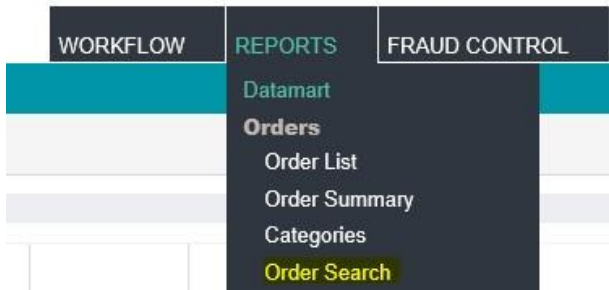 WORKFLOW REPORTS FRAUD CONTROL
Datamart
Orders
Order List
Order Summary
Categories
Order Search